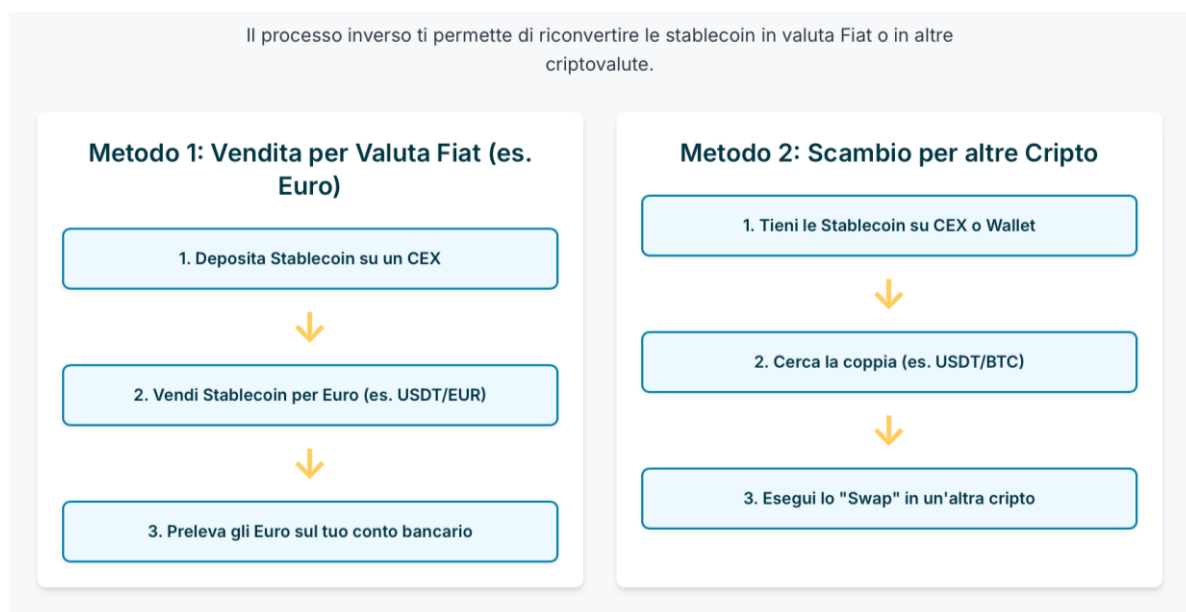 Il processo inverso ti permette di riconvertire le stablecoin in valuta Fiat o in altre
criptovalute.
Metodo 1: Vendita per Valuta Fiat (es.
Euro)
1. Deposita Stablecoin su un CEX
2. Vendi Stablecoin per Euro (es. USDT/EUR)
3. Preleva gli Euro sul tuo conto bancario
Metodo 2: Scambio per altre Cripto
1. Tieni le Stablecoin su CEX o Wallet
2. Cerca la coppia (es. USDT/BTC)
3. Esegui lo "Swap" in un'altra cripto